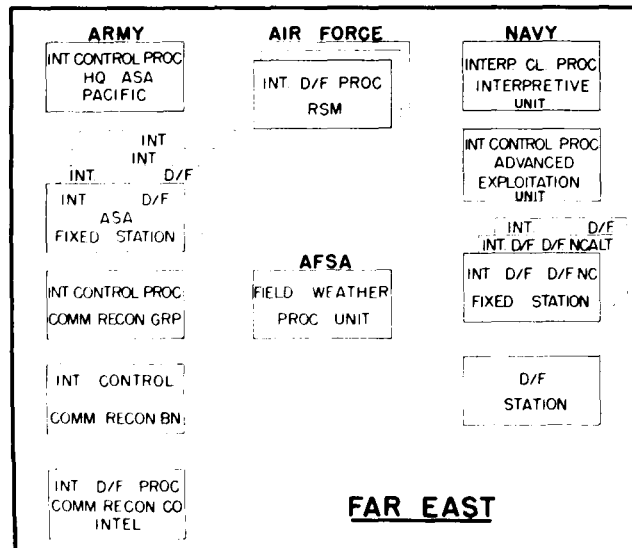 ARMY
INT CONTROL PROC
HQ ASA
PACIFIC
INT
INT
INT D/F
INT D/F
ASA
FIXED STATION
INT CONTROL PROC
COMM RECON GRP
INT CONTROL
COMM RECON BN
INT D/F PROC
COMM RECON CO
INTEL
AIR FORCE
INT D/F PROC
RSM
AFSA
FIELD WEATHER
PROC UNIT
NAVY
INTERP CL PROC
INTERPRETIVE
UNIT
INT CONTROL PROC
ADVANCED
EXPLOITATION
UNIT
INT D/F
INT D/F D/F NCALT
INT D/F D/F NC
FIXED STATION
D/F
STATION
FAR EAST